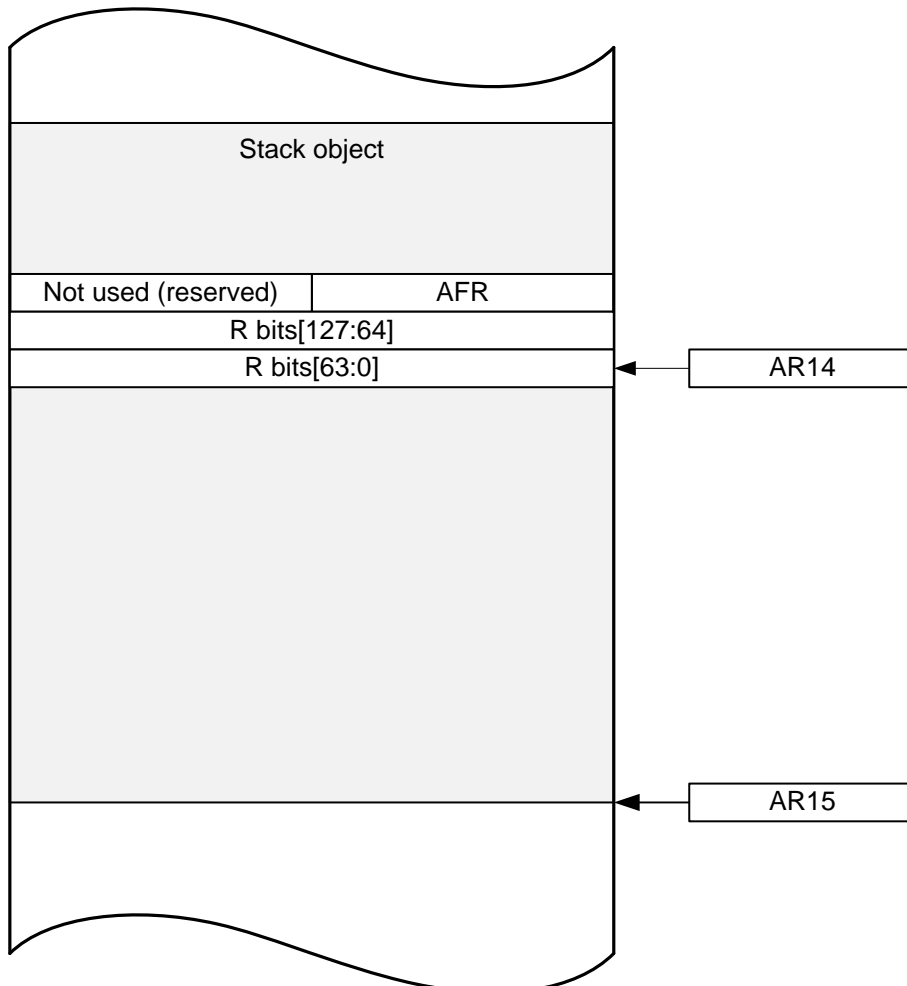 Stack object
Not used (reserved) AFR
R bits[127:64]
R bits[63:0]
AR14
AR15